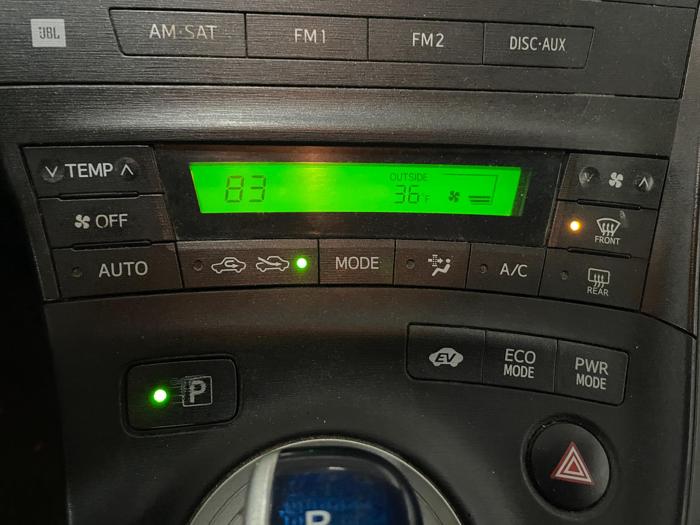 JBL
AM·SAT FM1 FM2 DISC·AUX
TEMP
OFF
AUTO
83
OUTSIDE
36°F
MODE
A/C
FRONT
REAR
EV
ECO MODE
PWR MODE
P
P